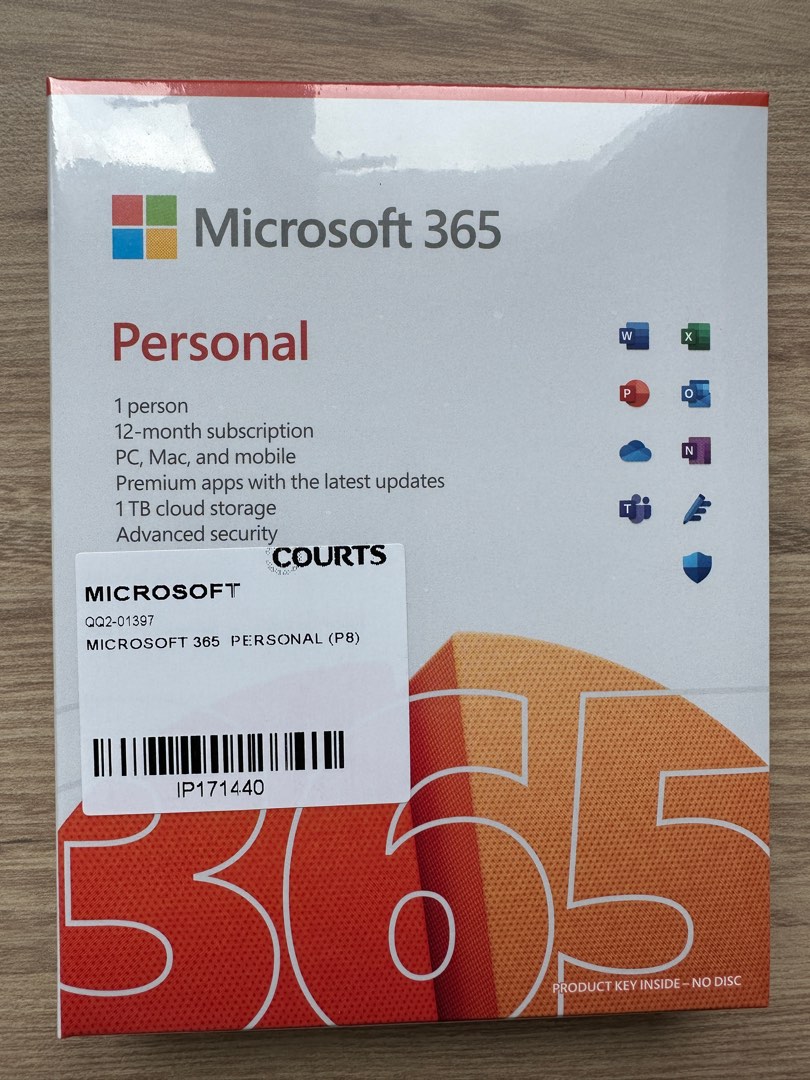 Microsoft 365
Personal
1 person
12-month subscription
PC, Mac, and mobile
Premium apps with the latest updates
1 TB cloud storage
Advanced security
W
X
P
O
N
T
COURTS
MICROSOFT
QQ2-01397
MICROSOFT 365 PERSONAL (P8)
IP171440
365
PRODUCT KEY INSIDE – NO DISC